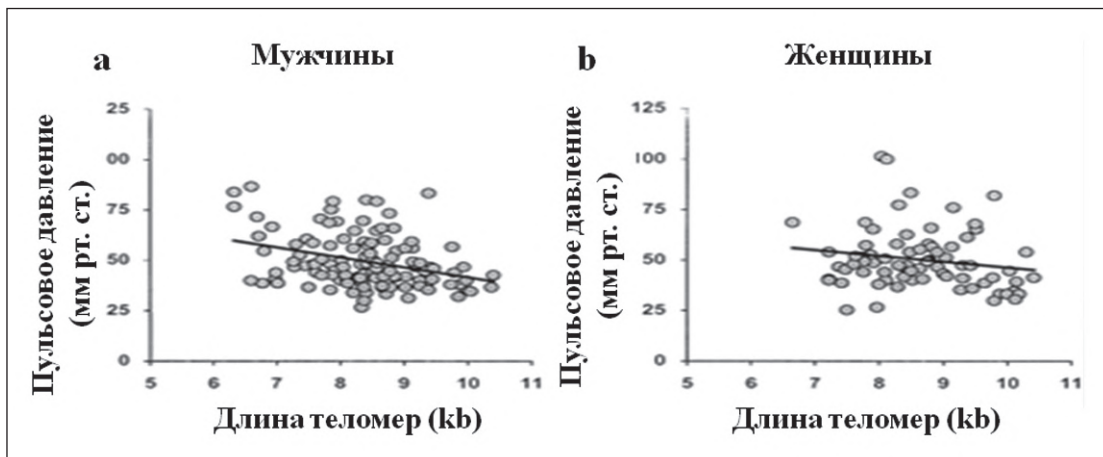 a Мужчины
Пульсовое давление
(мм рт. ст.)
25
00
75
50
25
0
5 6 7 8 9 10 11
Длина теломер (kb)
b Женщины
Пульсовое давление
(мм рт. ст.)
125
100
75
50
25
0
5 7 8 9 10 11
Длина теломер (kb)